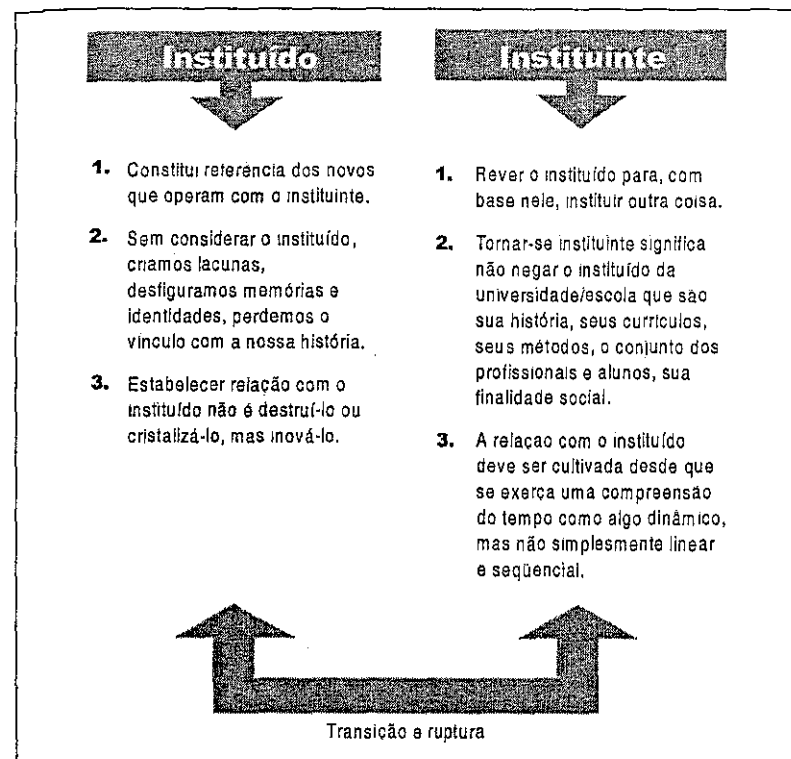 Instituído
1. Constitui referência dos novos
que operam com o instituinte.
2. Sem considerar o instituído,
criamos lacunas,
desfiguramos memórias e
identidades, perdemos o
vínculo com a nossa história.
3. Estabelecer relação com o
instituído não é destruí-lo ou
cristalizá-lo, mas inová-lo.
Instituinte
1. Rever o instituído para, com
base nele, instituir outra coisa.
2. Tornar-se instituinte significa
não negar o instituído da
universidade/escola que são
sua história, seus currículos,
seus métodos, o conjunto dos
profissionais e alunos, sua
finalidade social.
3. A relação com o instituído
deve ser cultivada desde que
se exerça uma compreensão
do tempo como algo dinâmico,
mas não simplesmente linear
e seqüencial.
Transição e ruptura